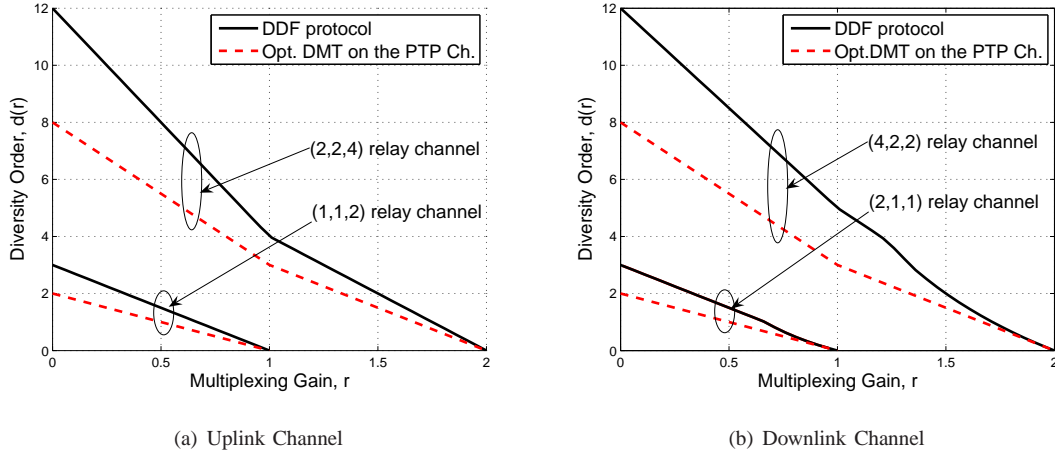 DDF protocol
Opt. DMT on the PTP Ch.
Diversity Order, d(r)
12
10
8
6
4
2
0
(2,2,4) relay channel
(1,1,2) relay channel
0
0.5
1
1.5
2
Multiplexing Gain, r
(a) Uplink Channel
DDF protocol
Opt.DMT on the PTP Ch.
Diversity Order, d(r)
12
10
8
6
4
2
0
(4,2,2) relay channel
(2,1,1) relay channel
0
0.5
1
1.5
2
Multiplexing Gain, r
(b) Downlink Channel